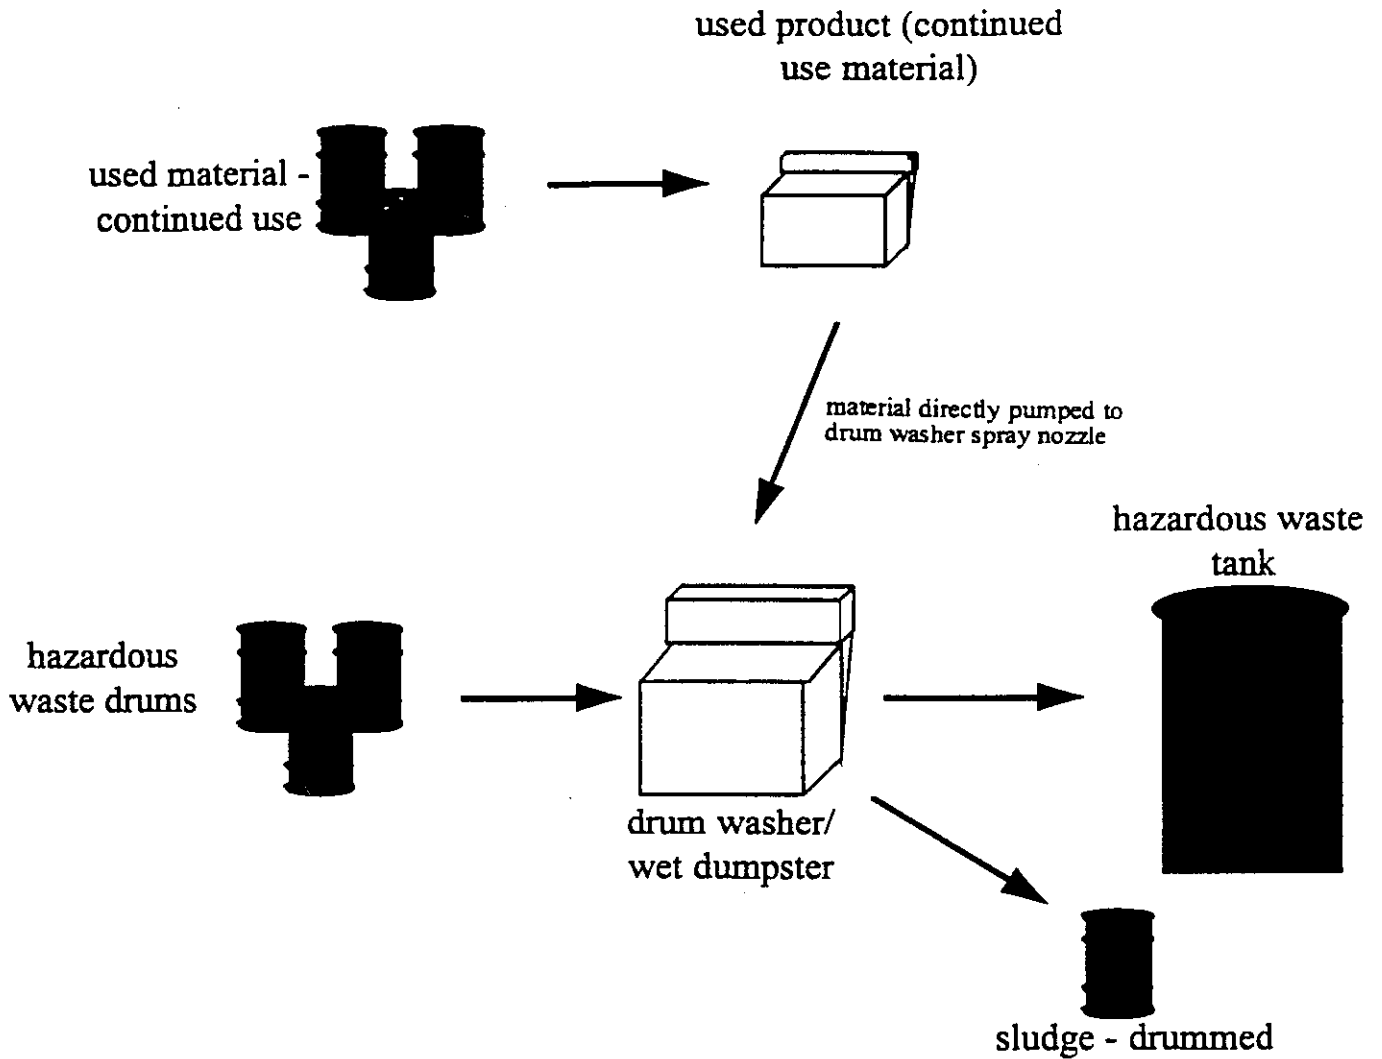 used product (continued
use material)
used material -
continued use
material directly pumped to
drum washer spray nozzle
hazardous waste
tank
hazardous
waste drums
drum washer/
wet dumpster
sludge - drummed